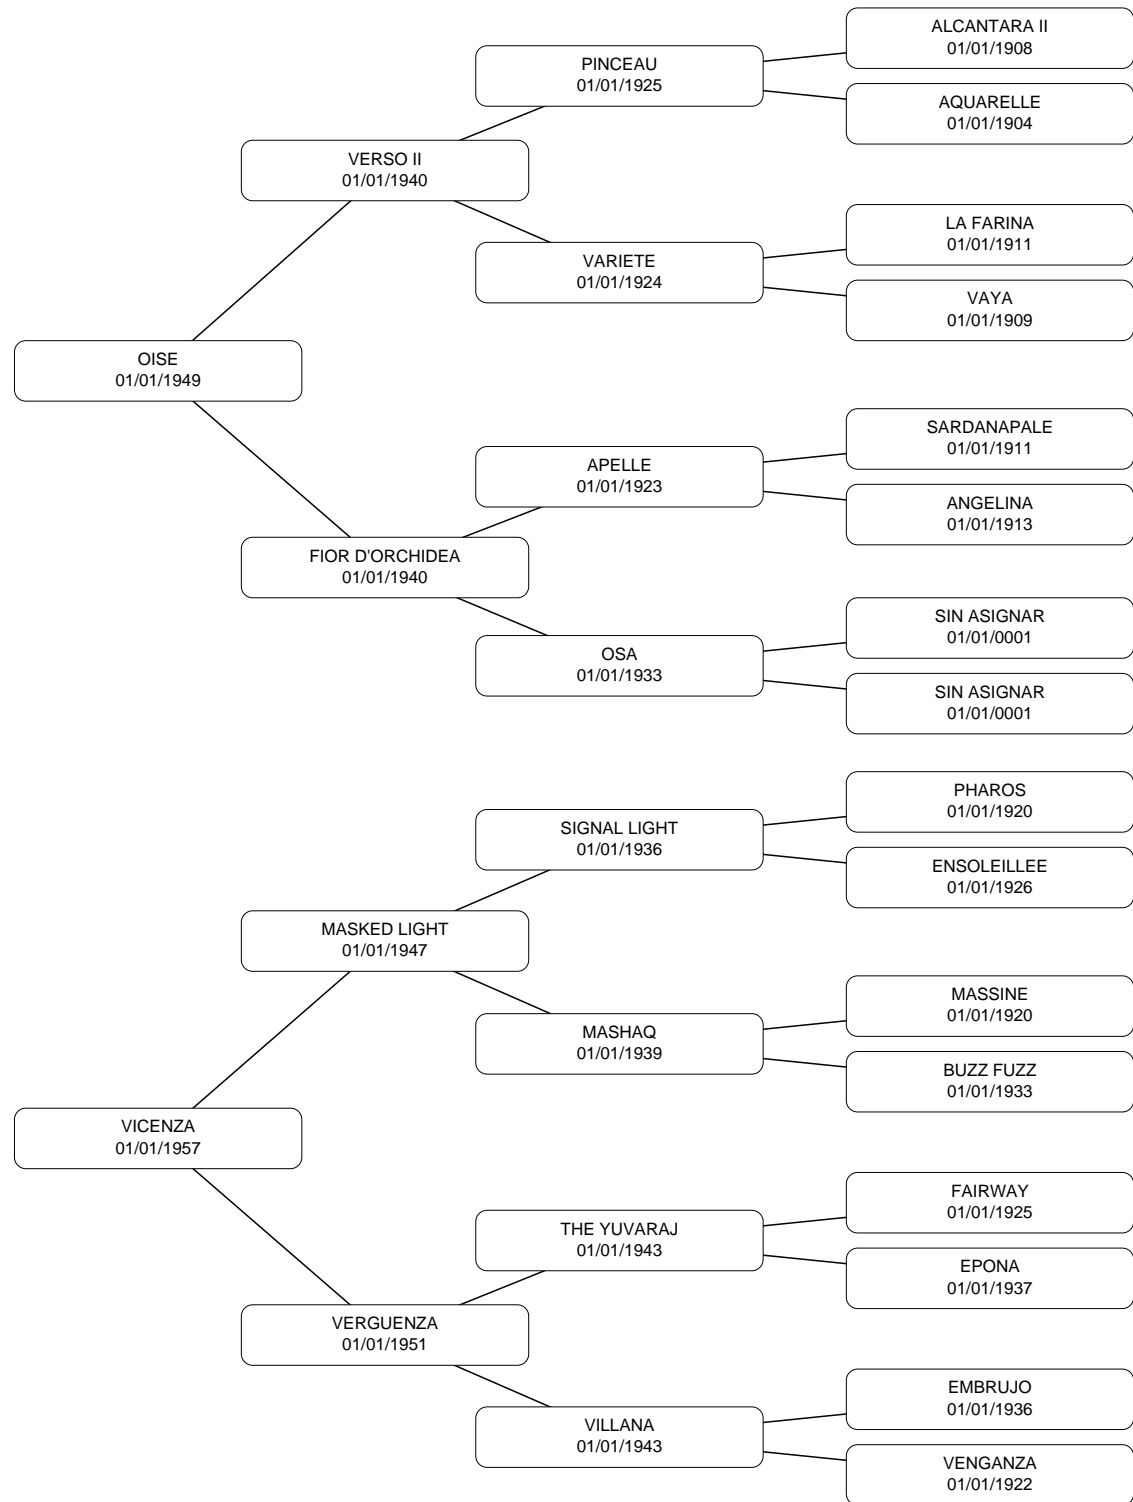 ALCANTARA II
01/01/1908
PINCEAU
01/01/1925
AQUARELLE
01/01/1904
VERSO II
01/01/1940
LA FARINA
01/01/1911
VARIETE
01/01/1924
VAYA
01/01/1909
OISE
01/01/1949
SARDANAPALE
01/01/1911
APELLE
01/01/1923
ANGELINA
01/01/1913
FIOR D'ORCHIDEA
01/01/1940
SIN ASIGNAR
01/01/0001
OSA
01/01/1933
SIN ASIGNAR
01/01/0001
PHAROS
01/01/1920
SIGNAL LIGHT
01/01/1936
ENSOLEILLEE
01/01/1926
MASKED LIGHT
01/01/1947
MASSINE
01/01/1920
MASHAQ
01/01/1939
BUZZ FUZZ
01/01/1933
VICENZA
01/01/1957
FAIRWAY
01/01/1925
THE YUVARAJ
01/01/1943
EPONA
01/01/1937
VERGUENZA
01/01/1951
EMBRUJO
01/01/1936
VILLANA
01/01/1943
VENGANZA
01/01/1922